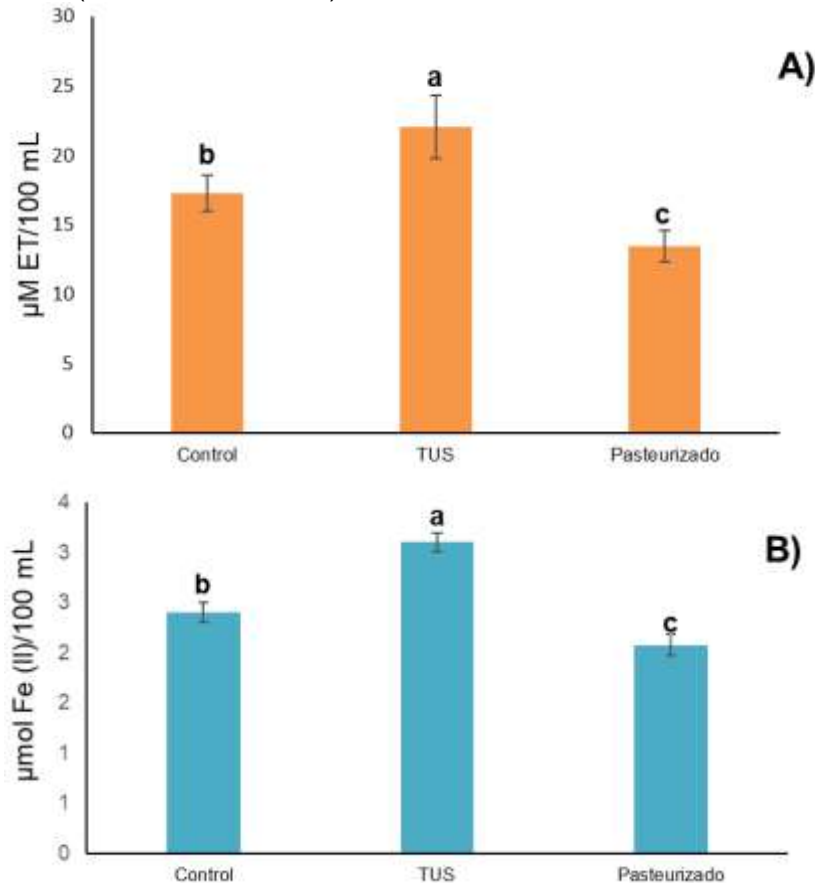 30
A)
a
25
b
20
c
15
10
5
0
µM ET/100 mL
Control TUS Pasteurizado
4
a
B)
3
b
3
c
2
2
1
1
0
µmol Fe (II)/100 mL
Control TUS Pasteurizado